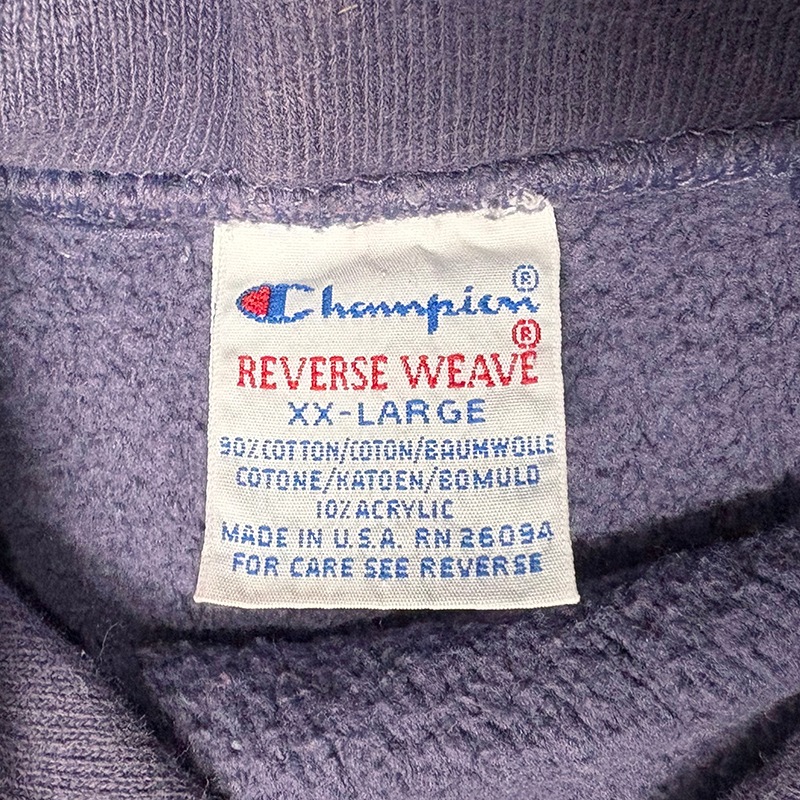 Champion®
REVERSE WEAVE®
XX-LARGE
90% COTTON/COTON/BAUMWOLLE
COTONE/KATOEN/BOMULD
10% ACRYLIC
MADE IN U.S.A. RN 26094
FOR CARE SEE REVERSE